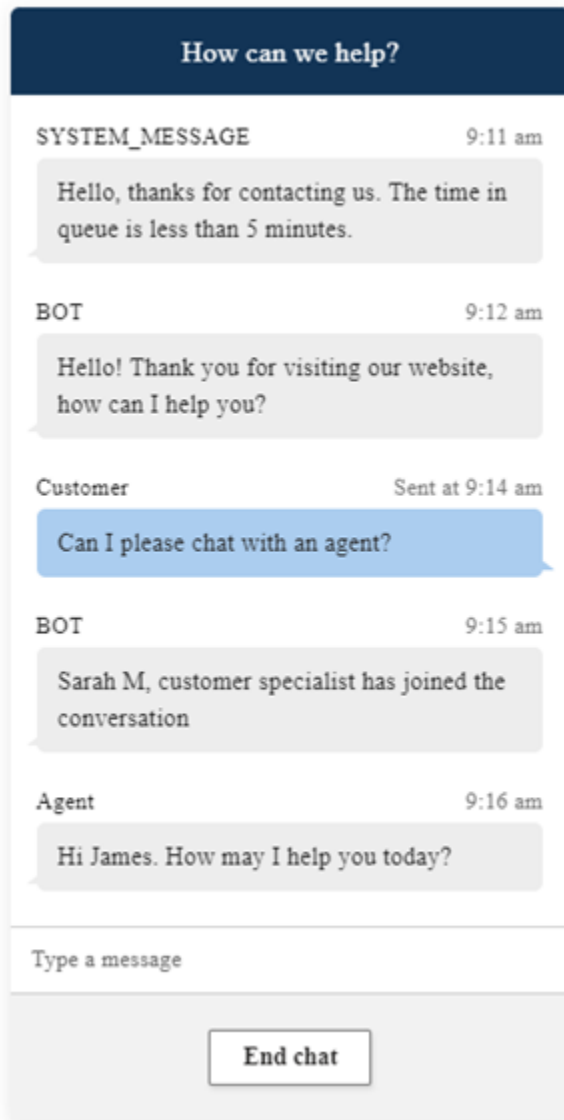 How can we help?
SYSTEM_MESSAGE 9:11 am
Hello, thanks for contacting us. The time in
queue is less than 5 minutes.
BOT 9:12 am
Hello! Thank you for visiting our website,
how can I help you?
Customer Sent at 9:14 am
Can I please chat with an agent?
BOT 9:15 am
Sarah M, customer specialist has joined the
conversation
Agent 9:16 am
Hi James. How may I help you today?
Type a message
End chat